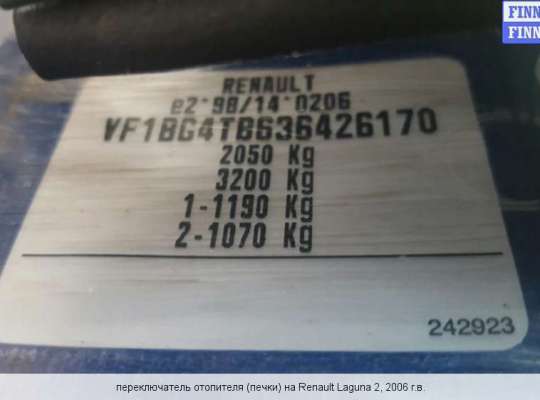 FINN
FINN
RENAULT
e2*98/14*0206
VF1BG4TBS36426170
2050 Kg
3200 Kg
1-1190 Kg
2-1070 Kg
242923
переключатель отопителя (печки) на Renault Laguna 2, 2006 г.в.